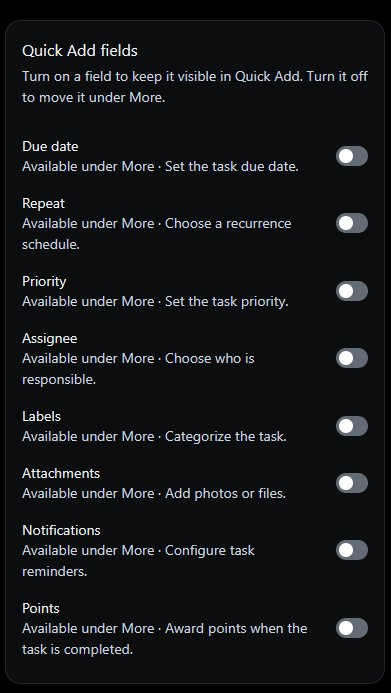 Quick Add fields
Turn on a field to keep it visible in Quick Add. Turn it off
to move it under More.
Due date
Available under More · Set the task due date.
Repeat
Available under More · Choose a recurrence
schedule.
Priority
Available under More · Set the task priority.
Assignee
Available under More · Choose who is
responsible.
Labels
Available under More · Categorize the task.
Attachments
Available under More · Add photos or files.
Notifications
Available under More · Configure task
reminders.
Points
Available under More · Award points when the
task is completed.